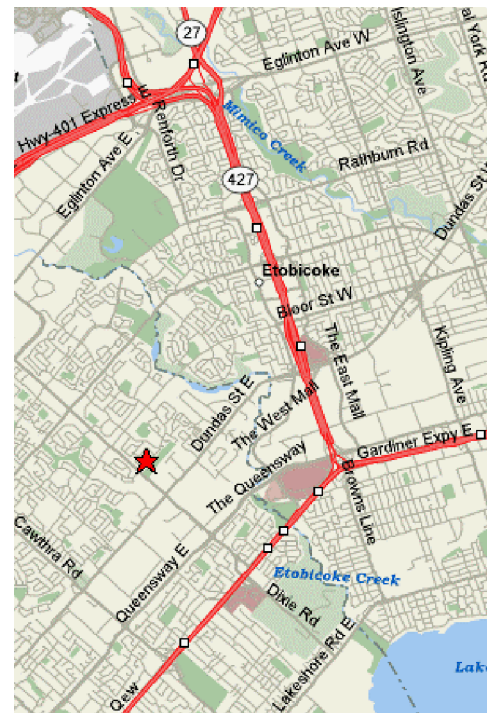 27
Eglinton Ave W
Islington Ave
Hwy-401 Express
Renforth Dr
Mimico Creek
Eglinton Ave E
Rathburn Rd
427
Dundas St
Etobicoke
Bloor St W
The East Mall
Kipling Ave
Dundas St E
The West Mall
Gardiner Expy E
The Queensway
Browns Line
Cawthra Rd
Queensway E
Etobicoke Creek
Dixie Rd
Lakeshore Rd E
Lak
Qew